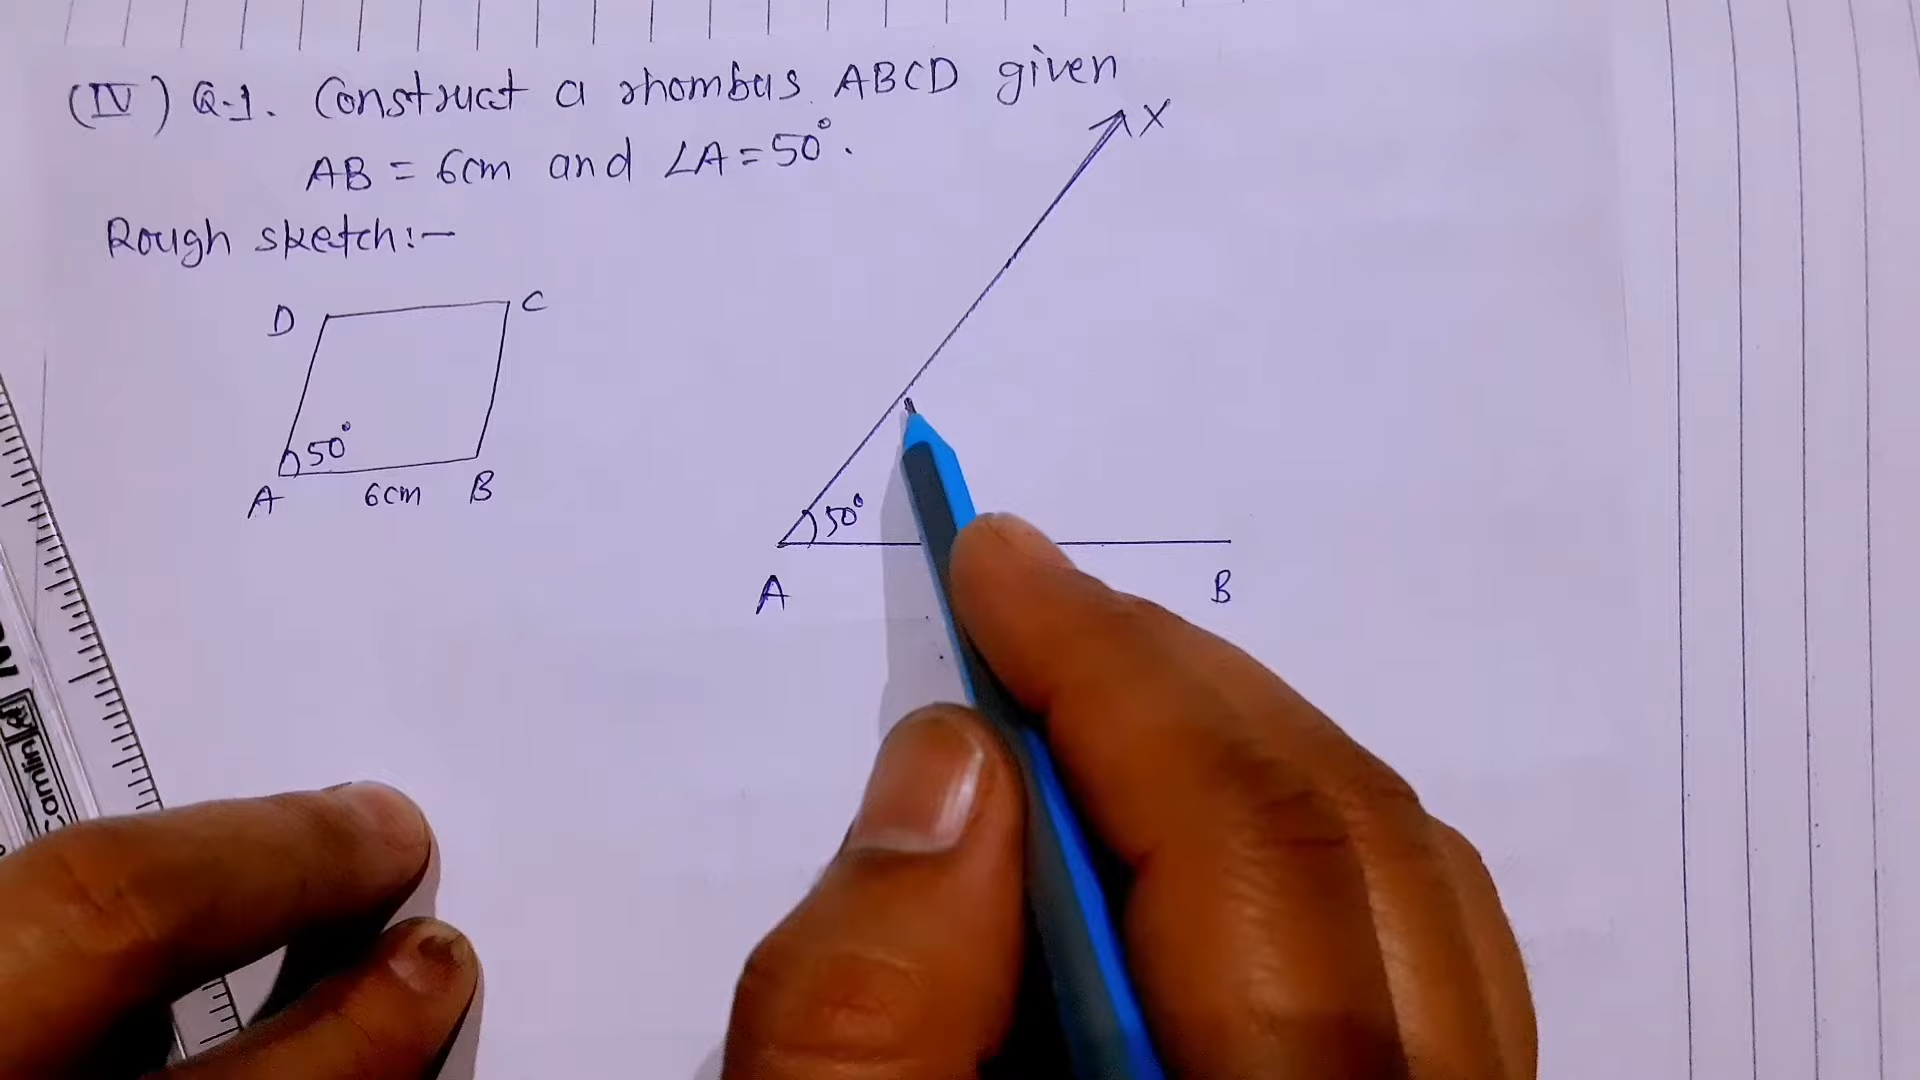 (IV) Q-1. Construct a rhombus ABCD given
AB = 6cm and ∠A = 50°.
Rough sketch:-
D C
50°
A 6cm B
X
50°
A B
Camlin